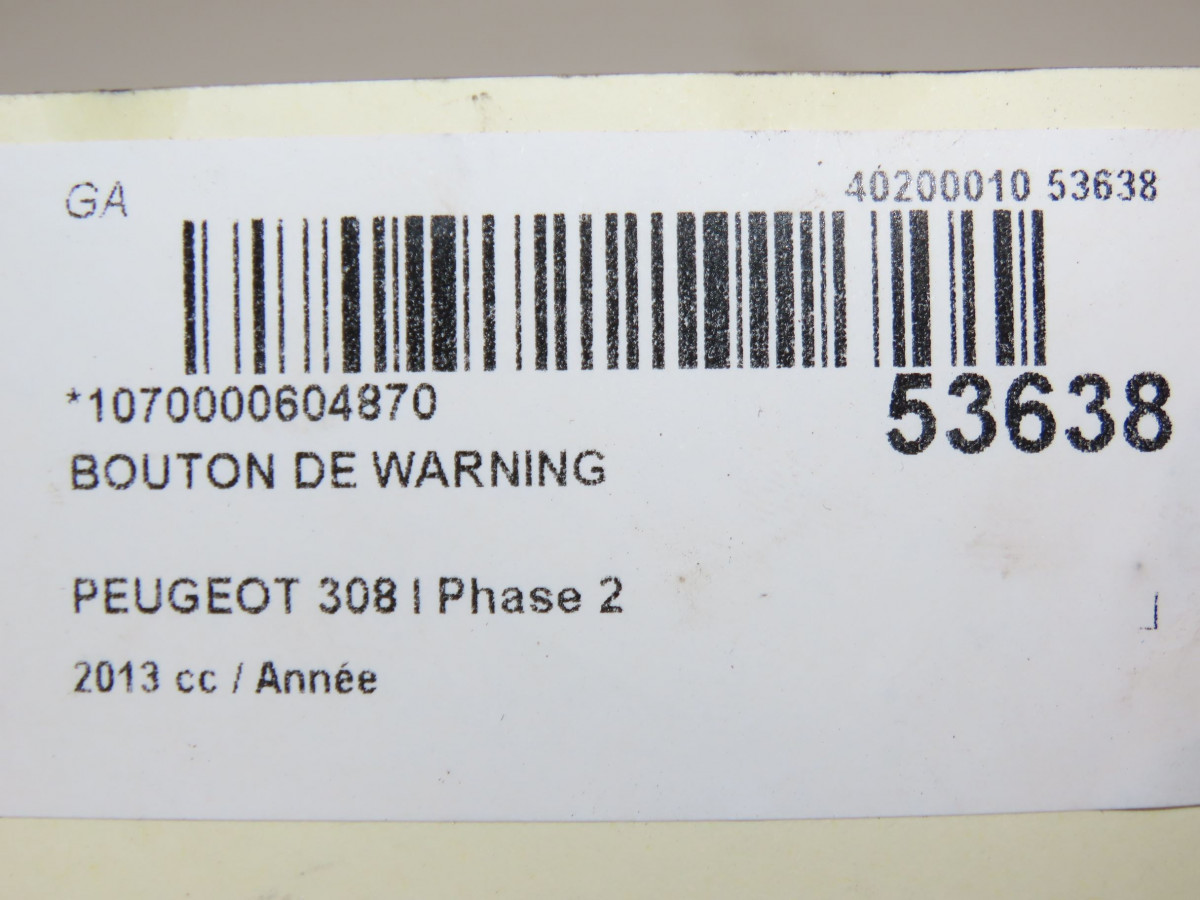 GA
40200010 53638
*1070000604870
53638
BOUTON DE WARNING
PEUGEOT 308 I Phase 2
2013 cc / Année